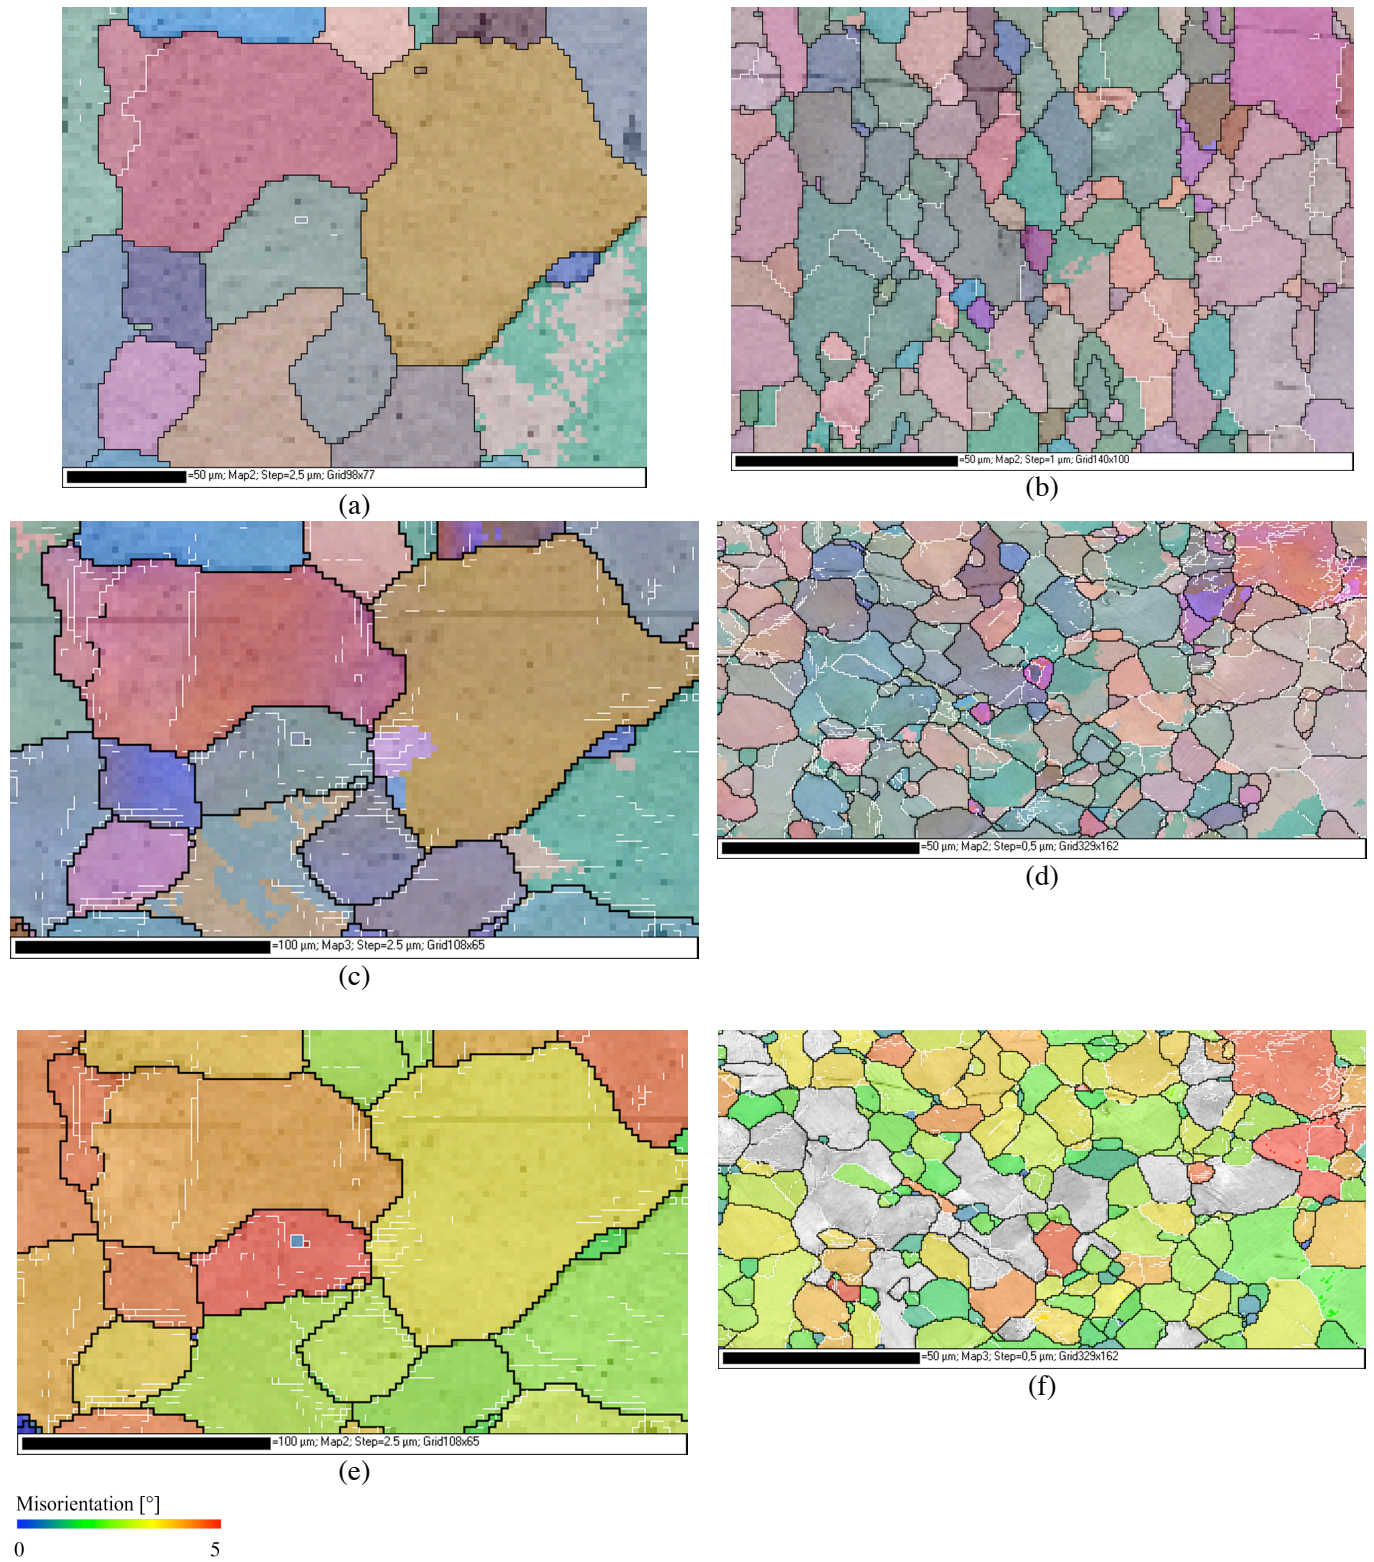 =50 µm; Map2; Step=2,5 µm; Grid98x77
(a)
=50 µm; Map2; Step=1 µm; Grid140x100
(b)
=100 µm; Map3; Step=2.5 µm; Grid108x65
(c)
=50 µm; Map2; Step=0,5 µm; Grid329x162
(d)
=100 µm; Map2; Step=2.5 µm; Grid108x65
(e)
=50 µm; Map3; Step=0,5 µm; Grid329x162
(f)
Misorientation [°]
0 5